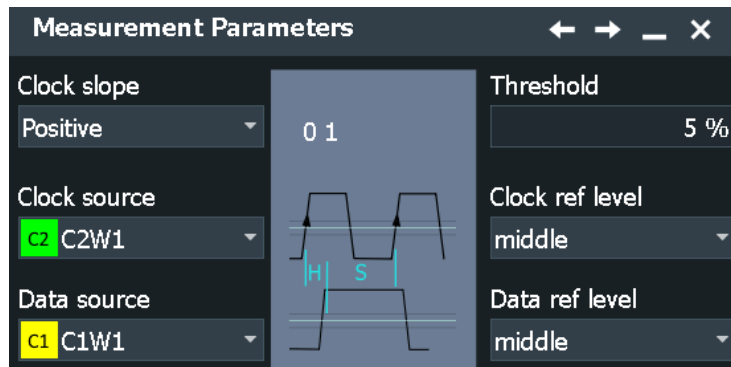 Measurement Parameters
Clock slope
Positive
Clock source
C2 C2W1
Data source
C1 C1W1
0 1
H S
Threshold
5 %
Clock ref level
middle
Data ref level
middle